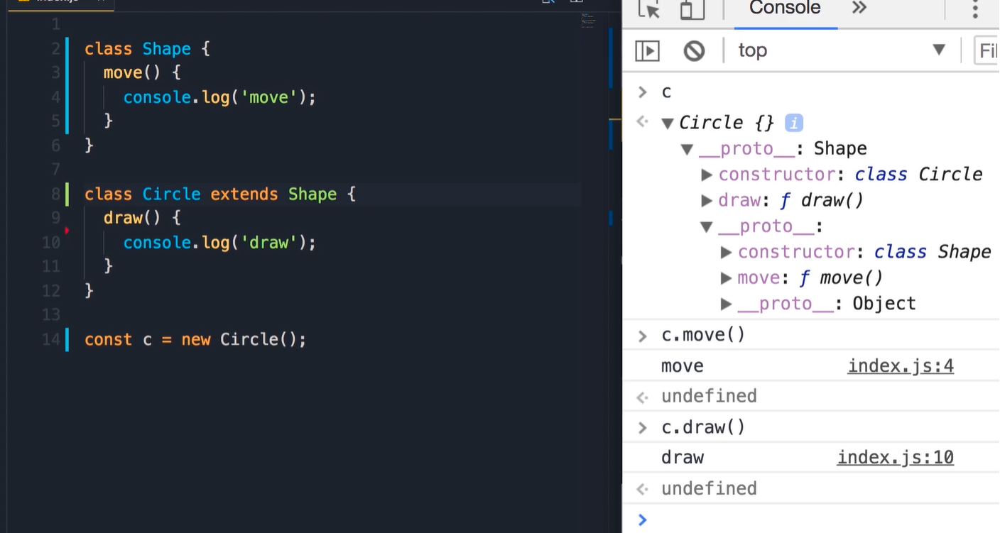 1
2 class Shape {
3 move() {
4 console.log('move');
5 }
6 }
7
8 class Circle extends Shape {
9 draw() {
10 console.log('draw');
11 }
12 }
13
14 const c = new Circle();
Console »
top
c
Circle {} i
__proto__: Shape
constructor: class Circle
draw: ƒ draw()
__proto__:
constructor: class Shape
move: ƒ move()
__proto__: Object
c.move()
move index.js:4
undefined
c.draw()
draw index.js:10
undefined